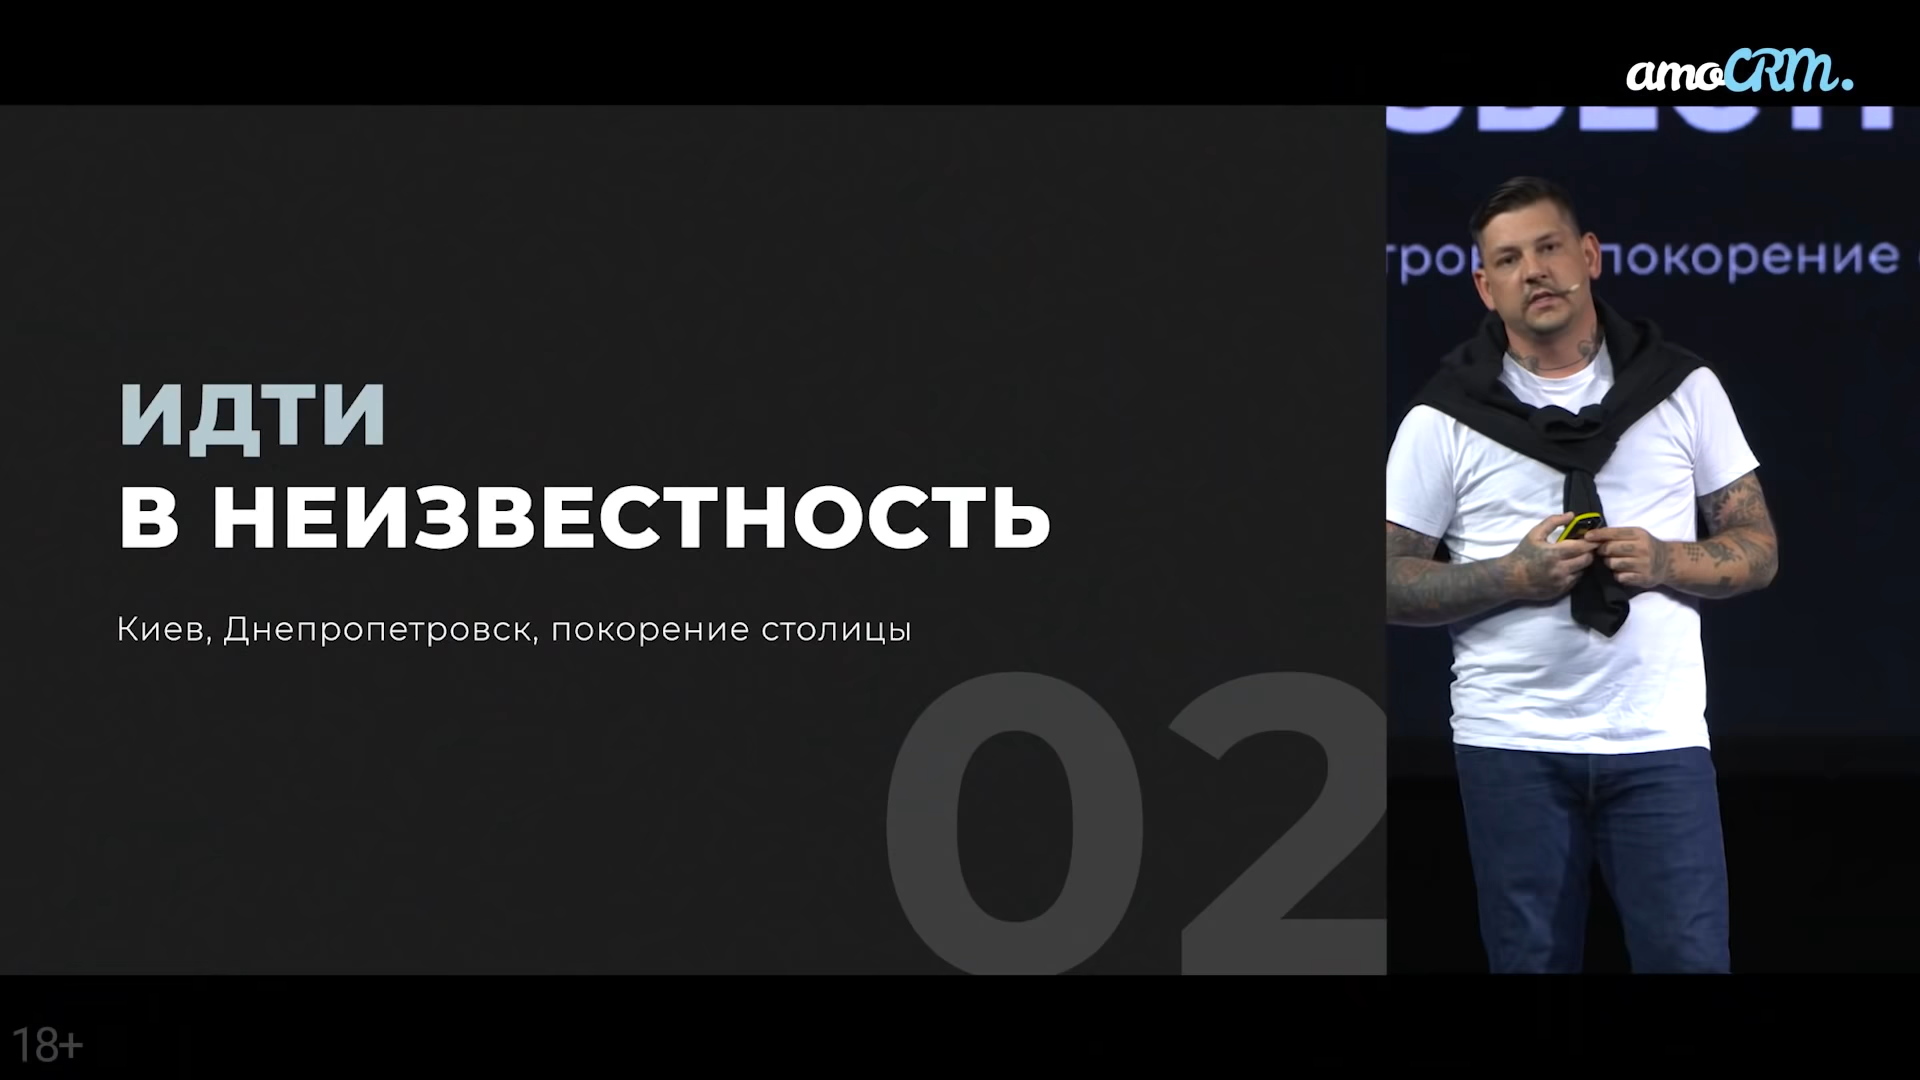 amoCRM.
ИДТИ
В НЕИЗВЕСТНОСТЬ
Киев, Днепропетровск, покорение столицы
02
покорение
18+